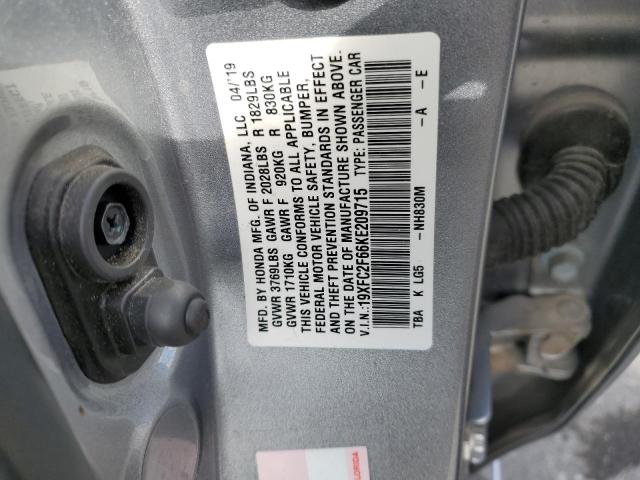 MFD. BY HONDA MFG. OF INDIANA, LLC 04/'19
GVWR 3769LBS GAWR F 2028LBS R 1829LBS
GVWR 1710KG GAWR F 920KG R 830KG
THIS VEHICLE CONFORMS TO ALL APPLICABLE
FEDERAL MOTOR VEHICLE SAFETY, BUMPER,
AND THEFT PREVENTION STANDARDS IN EFFECT
ON THE DATE OF MANUFACTURE SHOWN ABOVE.
V.I.N.:19XFC2F66KE209715 TYPE: PASSENGER CAR
TBA K LG5 -NH830M -A -E
FLORIDA